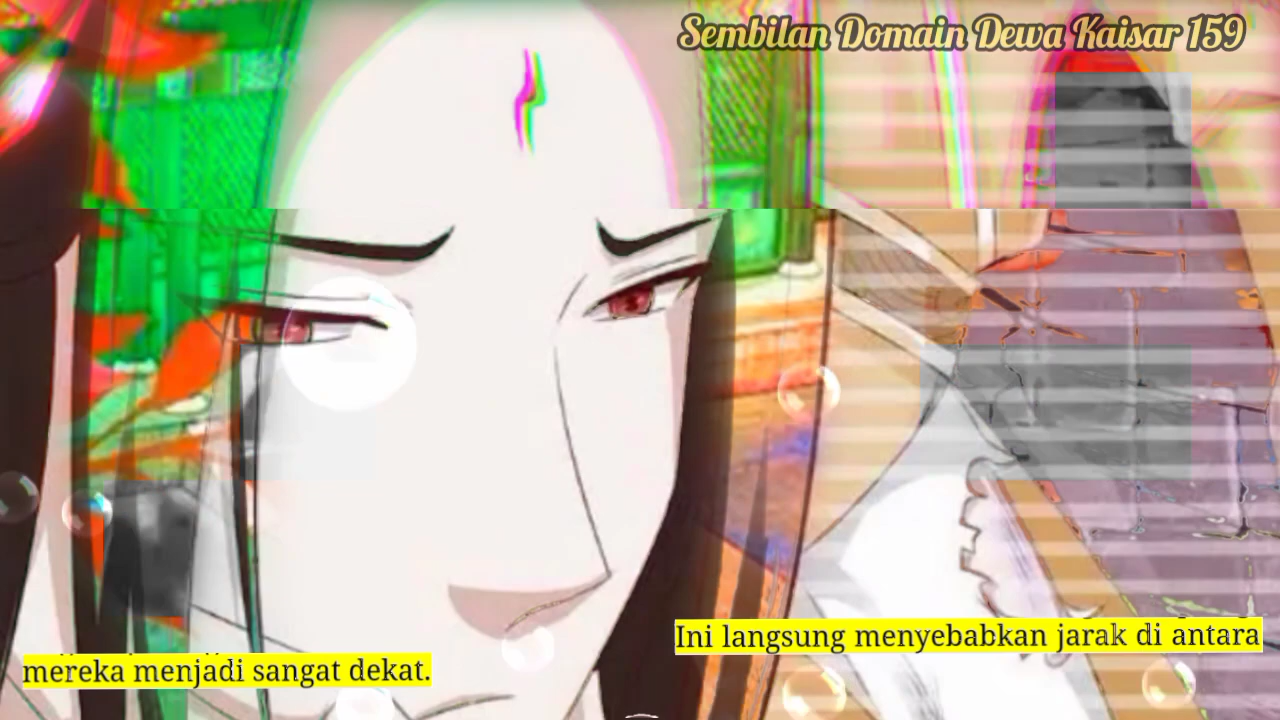 Sembilan Domain Dewa Kaisar 159
Ini langsung menyebabkan jarak di antara
mereka menjadi sangat dekat.